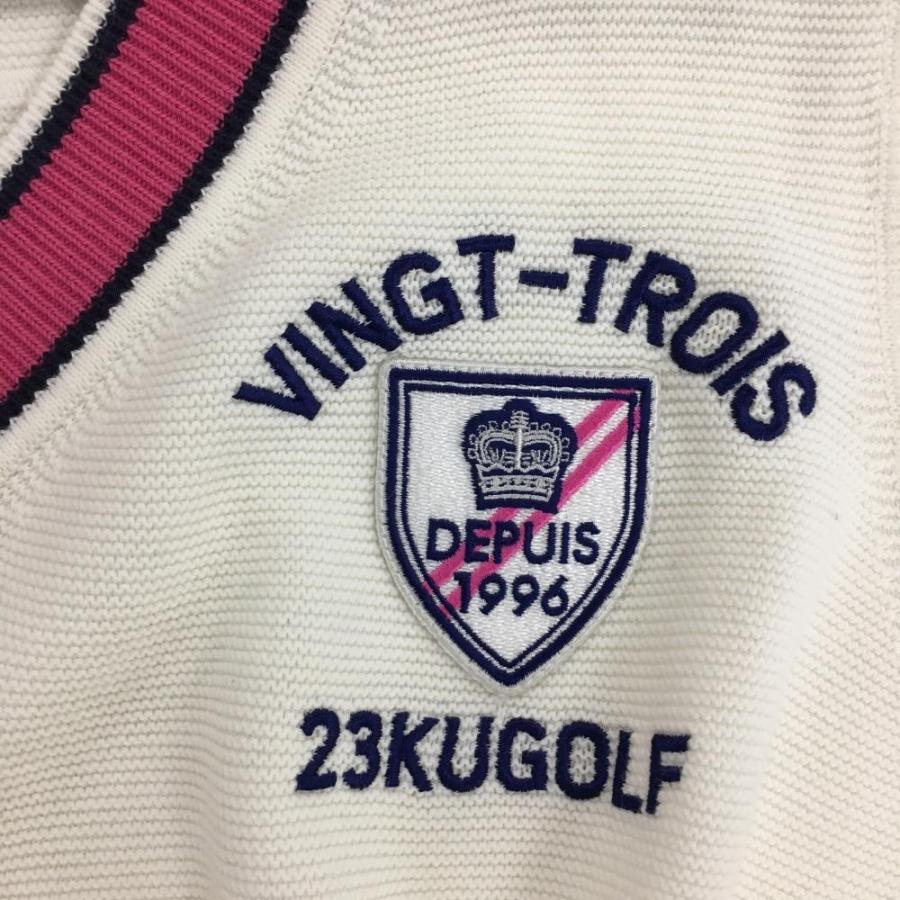 VINGT-TROIS
DEPUIS
1996
23KUGOLF